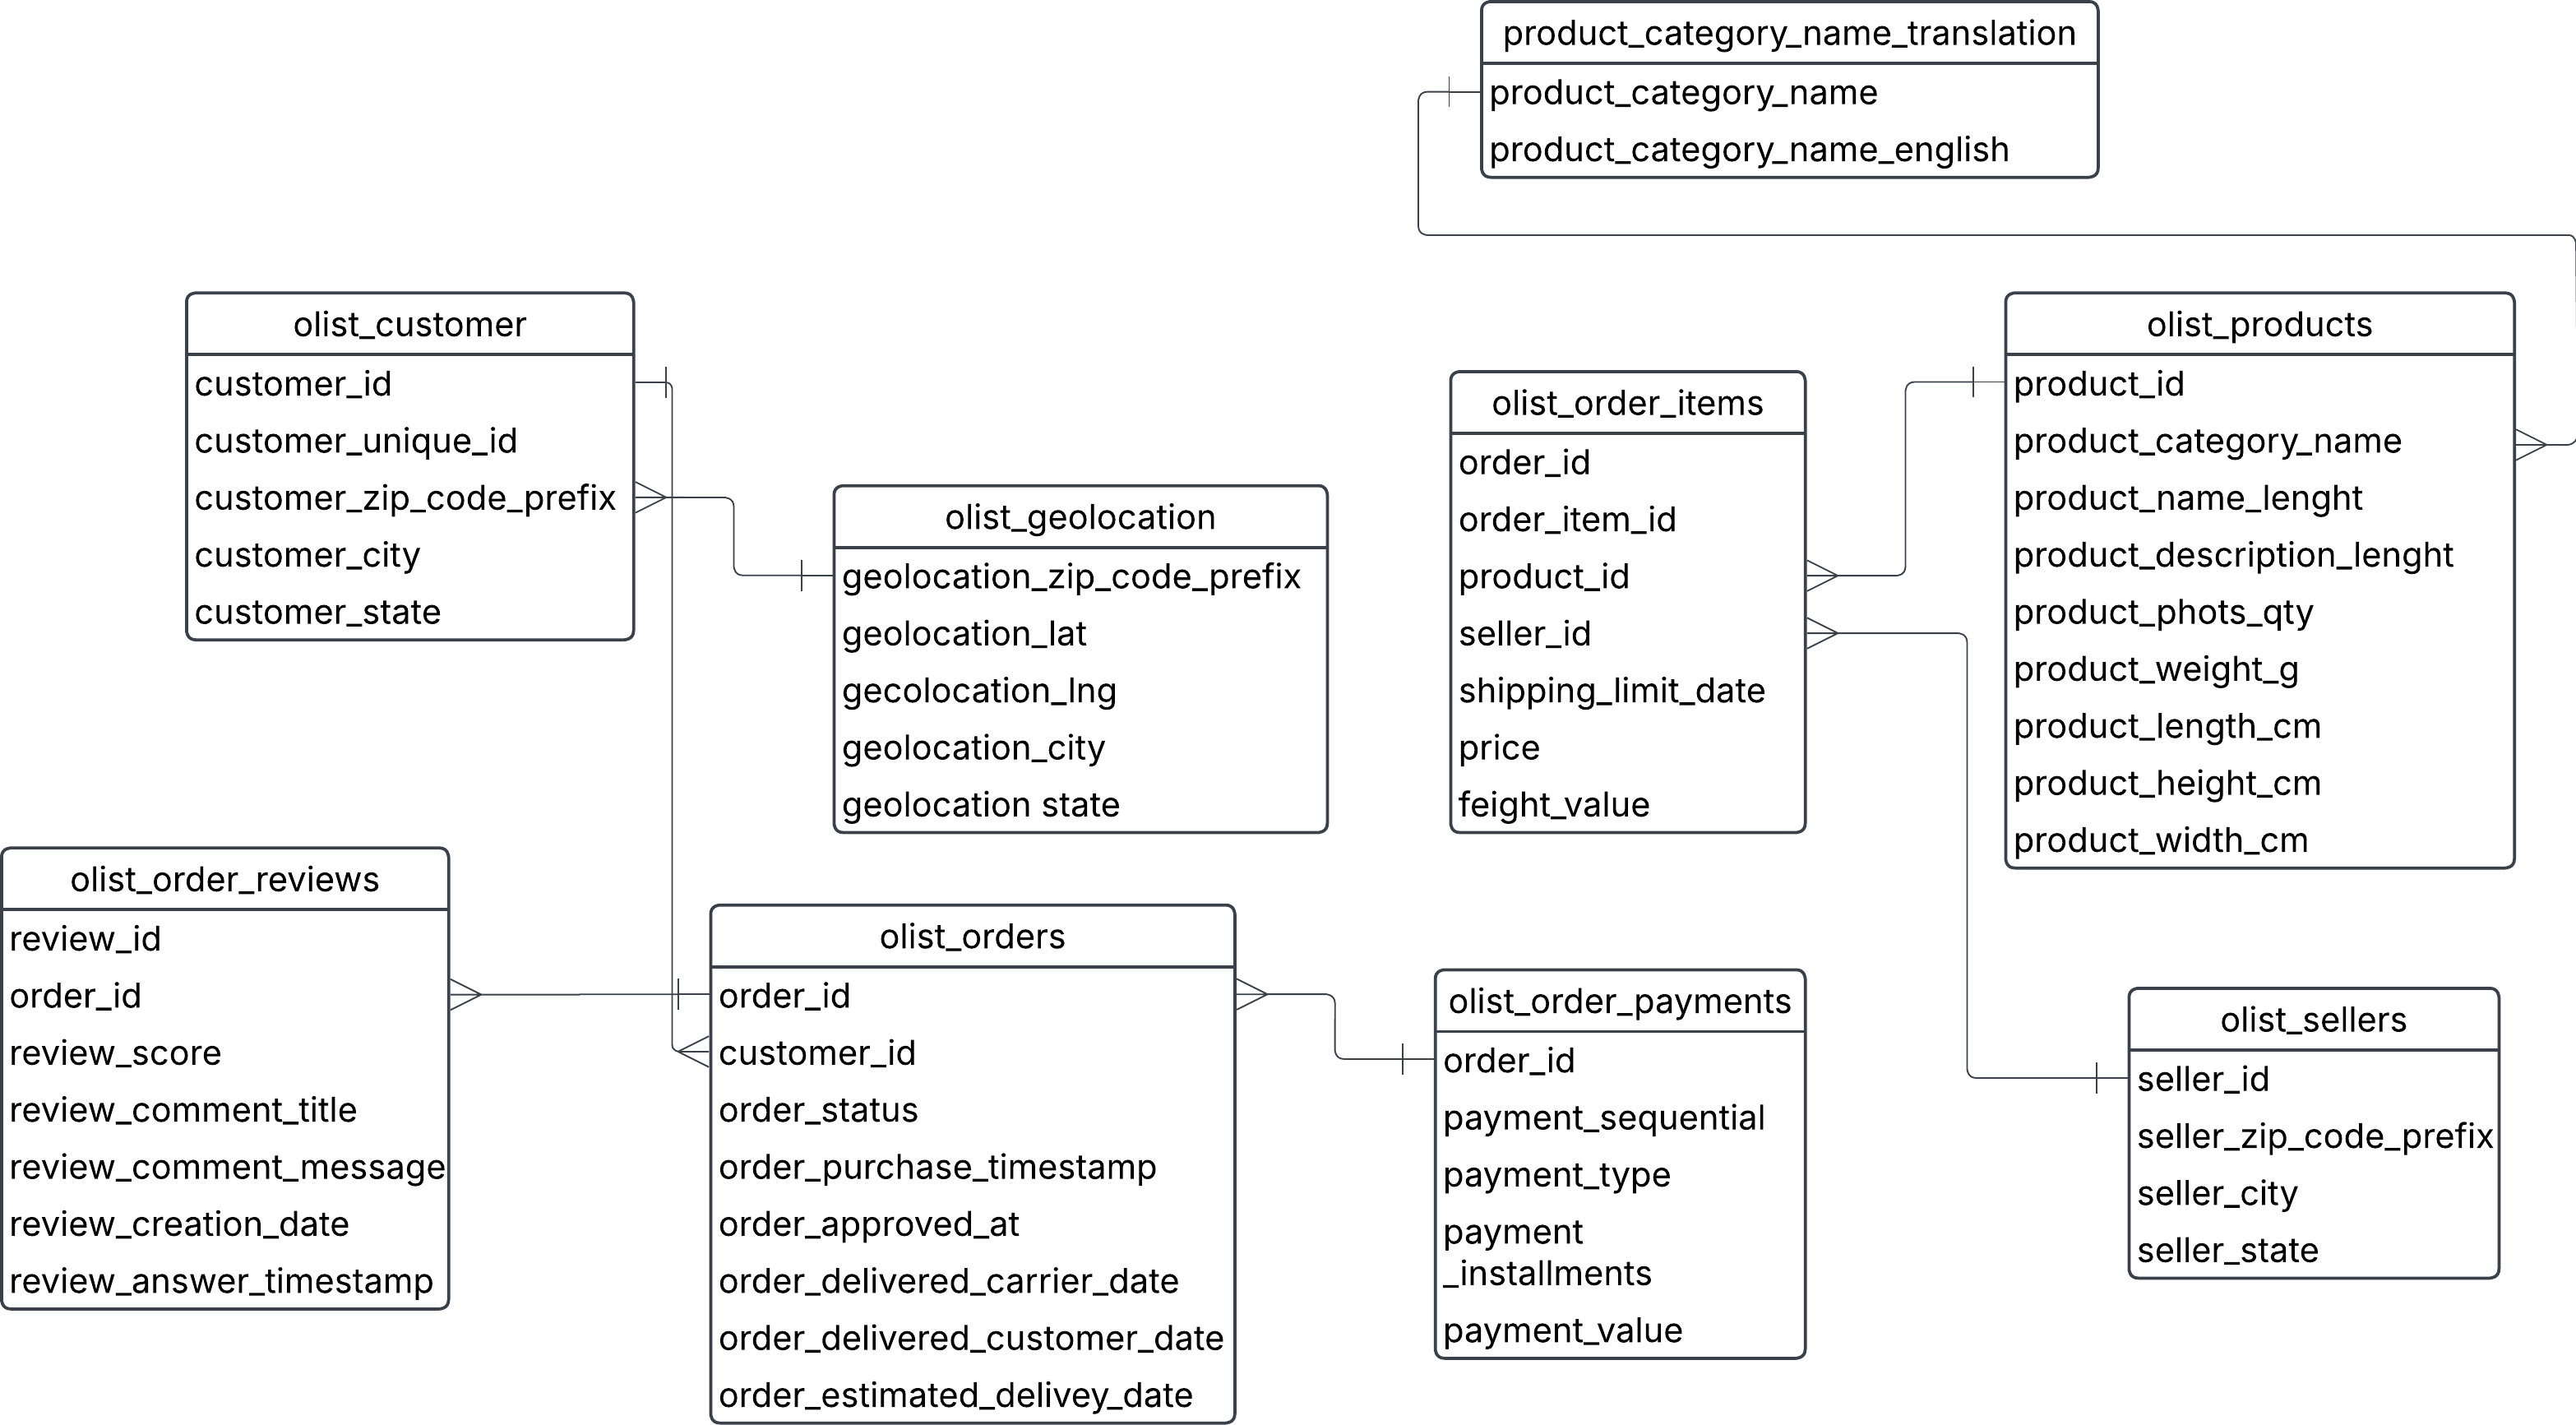 product_category_name_translation
product_category_name
product_category_name_english
olist_customer
customer_id
customer_unique_id
customer_zip_code_prefix
customer_city
customer_state
olist_geolocation
geolocation_zip_code_prefix
geolocation_lat
gecolocation_lng
geolocation_city
geolocation state
olist_order_items
order_id
order_item_id
product_id
seller_id
shipping_limit_date
price
feight_value
olist_products
product_id
product_category_name
product_name_lenght
product_description_lenght
product_phots_qty
product_weight_g
product_length_cm
product_height_cm
product_width_cm
olist_order_reviews
review_id
order_id
review_score
review_comment_title
review_comment_message
review_creation_date
review_answer_timestamp
olist_orders
order_id
customer_id
order_status
order_purchase_timestamp
order_approved_at
order_delivered_carrier_date
order_delivered_customer_date
order_estimated_delivey_date
olist_order_payments
order_id
payment_sequential
payment_type
payment
_installments
payment_value
olist_sellers
seller_id
seller_zip_code_prefix
seller_city
seller_state